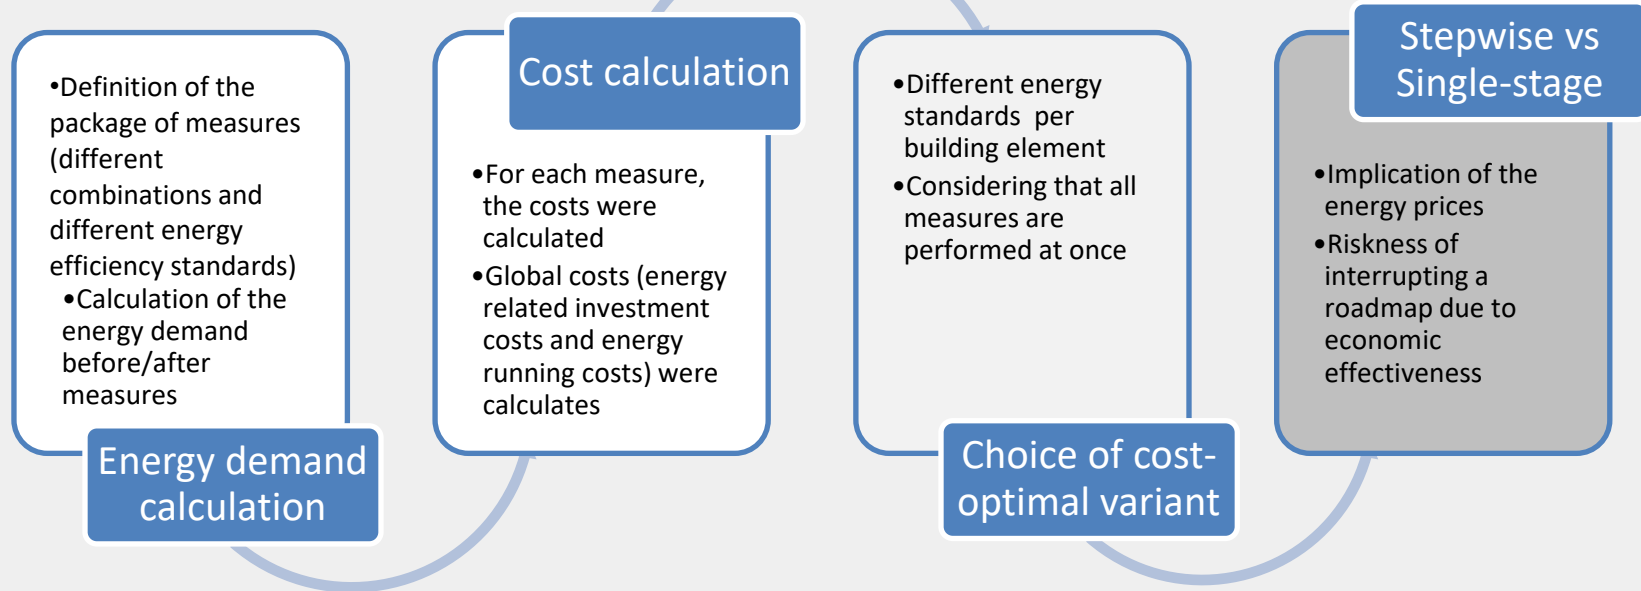 •Definition of the
package of measures
(different
combinations and
different energy
efficiency standards)
•Calculation of the
energy demand
before/after
measures
Energy demand
calculation
Cost calculation
•For each measure,
the costs were
calculated
•Global costs (energy
related investment
costs and energy
running costs) were
calculates
•Different energy
standards per
building element
•Considering that all
measures are
performed at once
Choice of cost-
optimal variant
Stepwise vs
Single-stage
•Implication of the
energy prices
•Riskness of
interrupting a
roadmap due to
economic
effectiveness